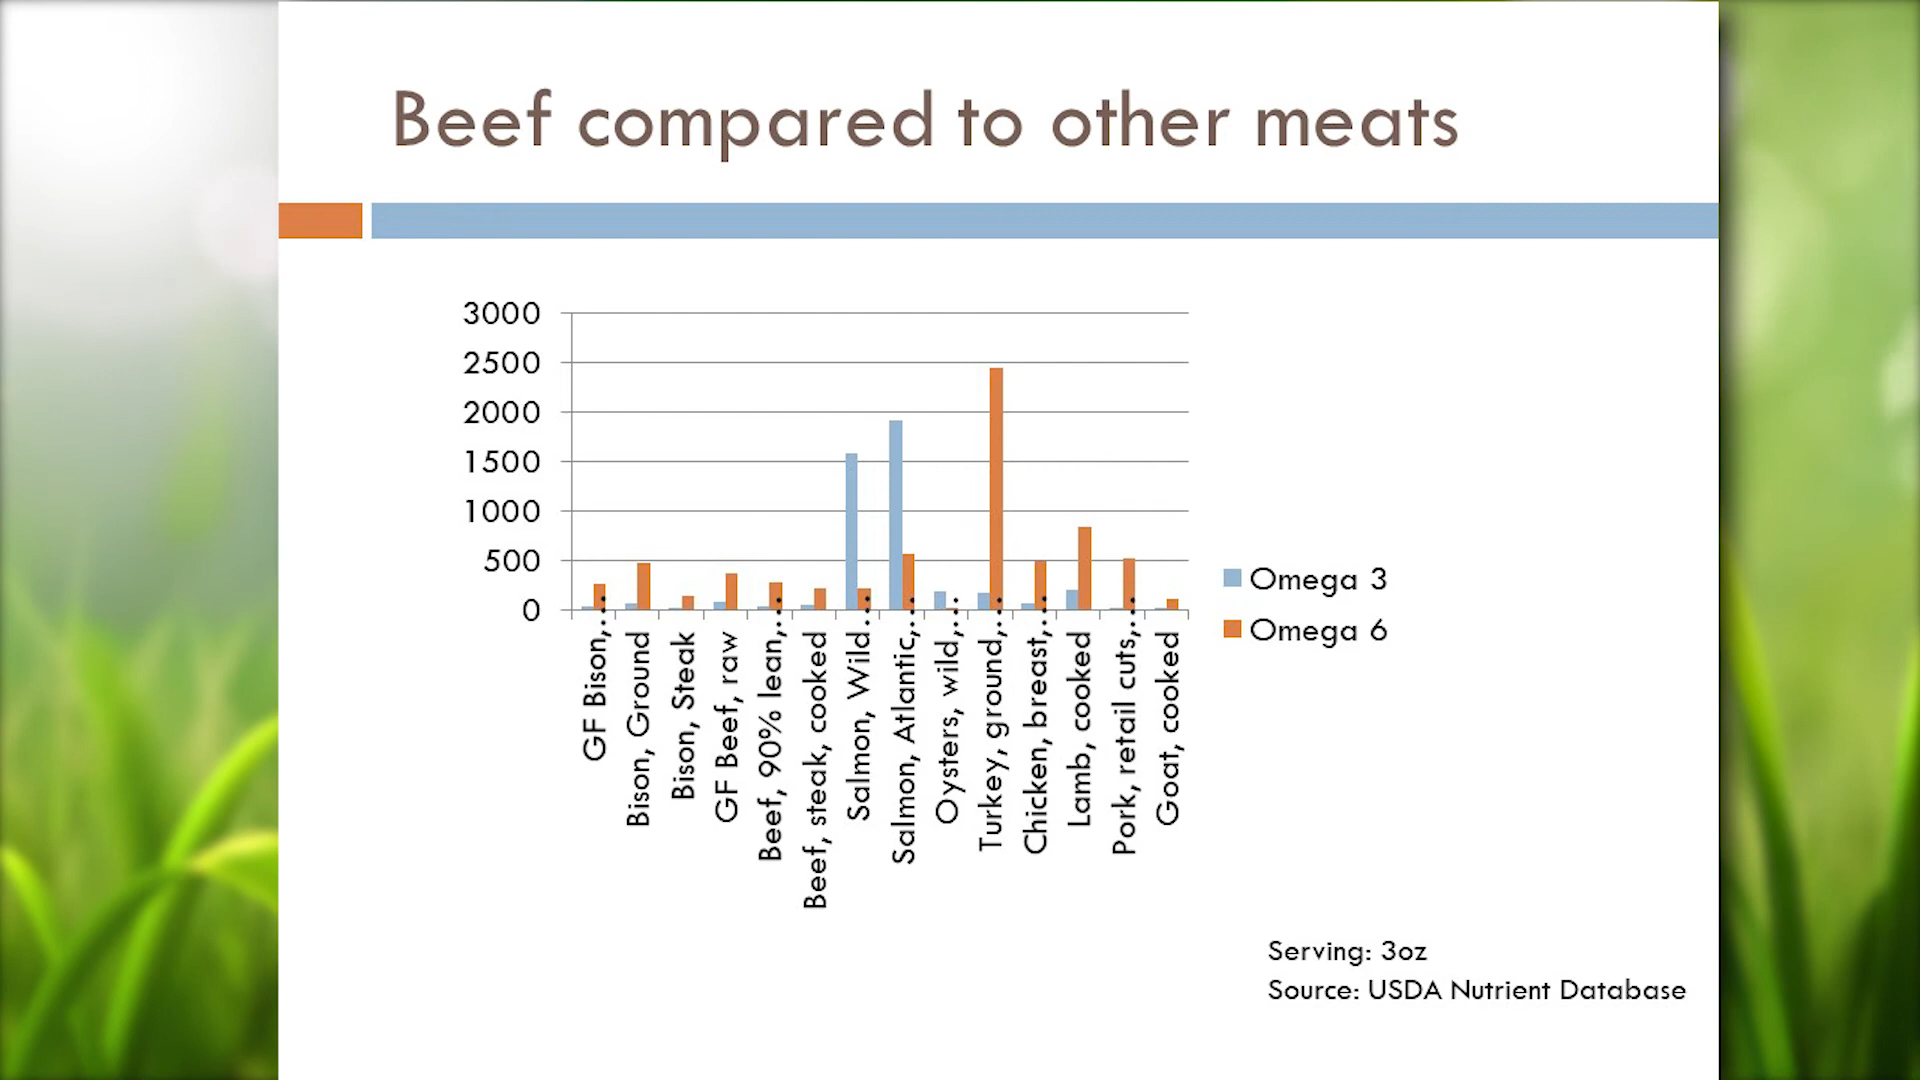 Beef compared to other meats
3000
2500
2000
1500
1000
500
0
Omega 3
Omega 6
GF Bison,...
Bison, Ground
Bison, Steak
GF Beef, raw
Beef, 90% lean,...
Beef, steak, cooked
Salmon, Wild...
Salmon, Atlantic,...
Oysters, wild,...
Turkey, ground,...
Chicken, breast,...
Lamb, cooked
Pork, retail cuts,...
Goat, cooked
Serving: 3oz
Source: USDA Nutrient Database